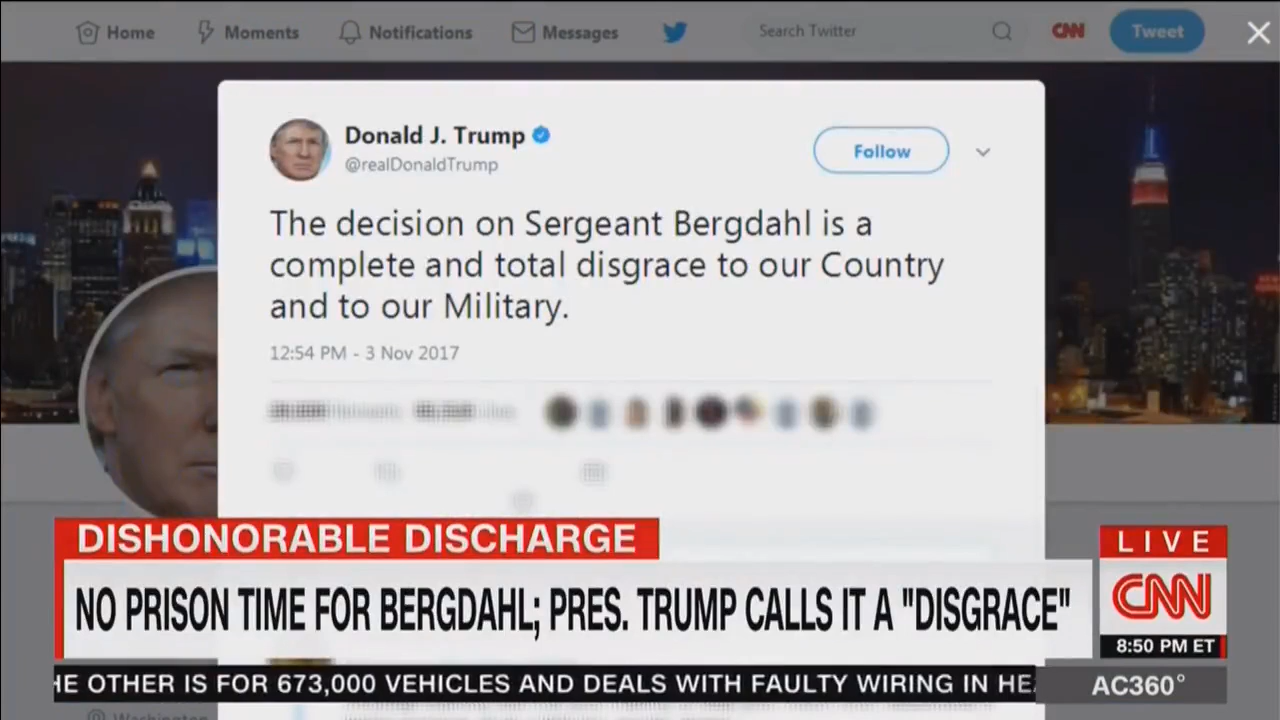 Home Moments Notifications Messages Search Twitter CNN Tweet
Donald J. Trump
@realDonaldTrump
Follow
The decision on Sergeant Bergdahl is a
complete and total disgrace to our Country
and to our Military.
12:54 PM - 3 Nov 2017
DISHONORABLE DISCHARGE
NO PRISON TIME FOR BERGDAHL; PRES. TRUMP CALLS IT A "DISGRACE"
LIVE
CNN
8:50 PM ET
HE OTHER IS FOR 673,000 VEHICLES AND DEALS WITH FAULTY WIRING IN HEA
AC360°
Washington